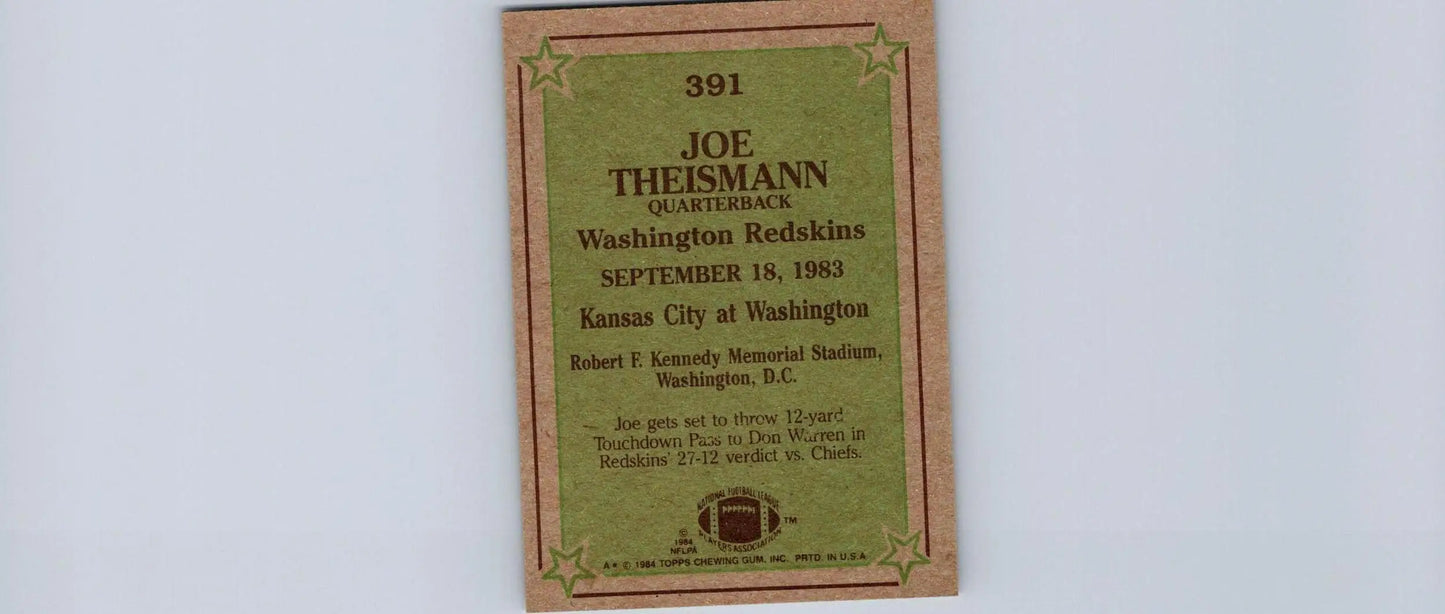 391
JOE
THEISMANN
QUARTERBACK
Washington Redskins
SEPTEMBER 18, 1983
Kansas City at Washington
Robert F. Kennedy Memorial Stadium,
Washington, D.C.
Joe gets set to throw 12-yard
Touchdown Pass to Don Warren in
Redskins' 27-12 verdict vs. Chiefs.
NATIONAL FOOTBALL LEAGUE
PLAYERS ASSOCIATION
TM
©
1984
NFLPA
A* © 1984 TOPPS CHEWING GUM, INC. PRTD. IN U.S.A